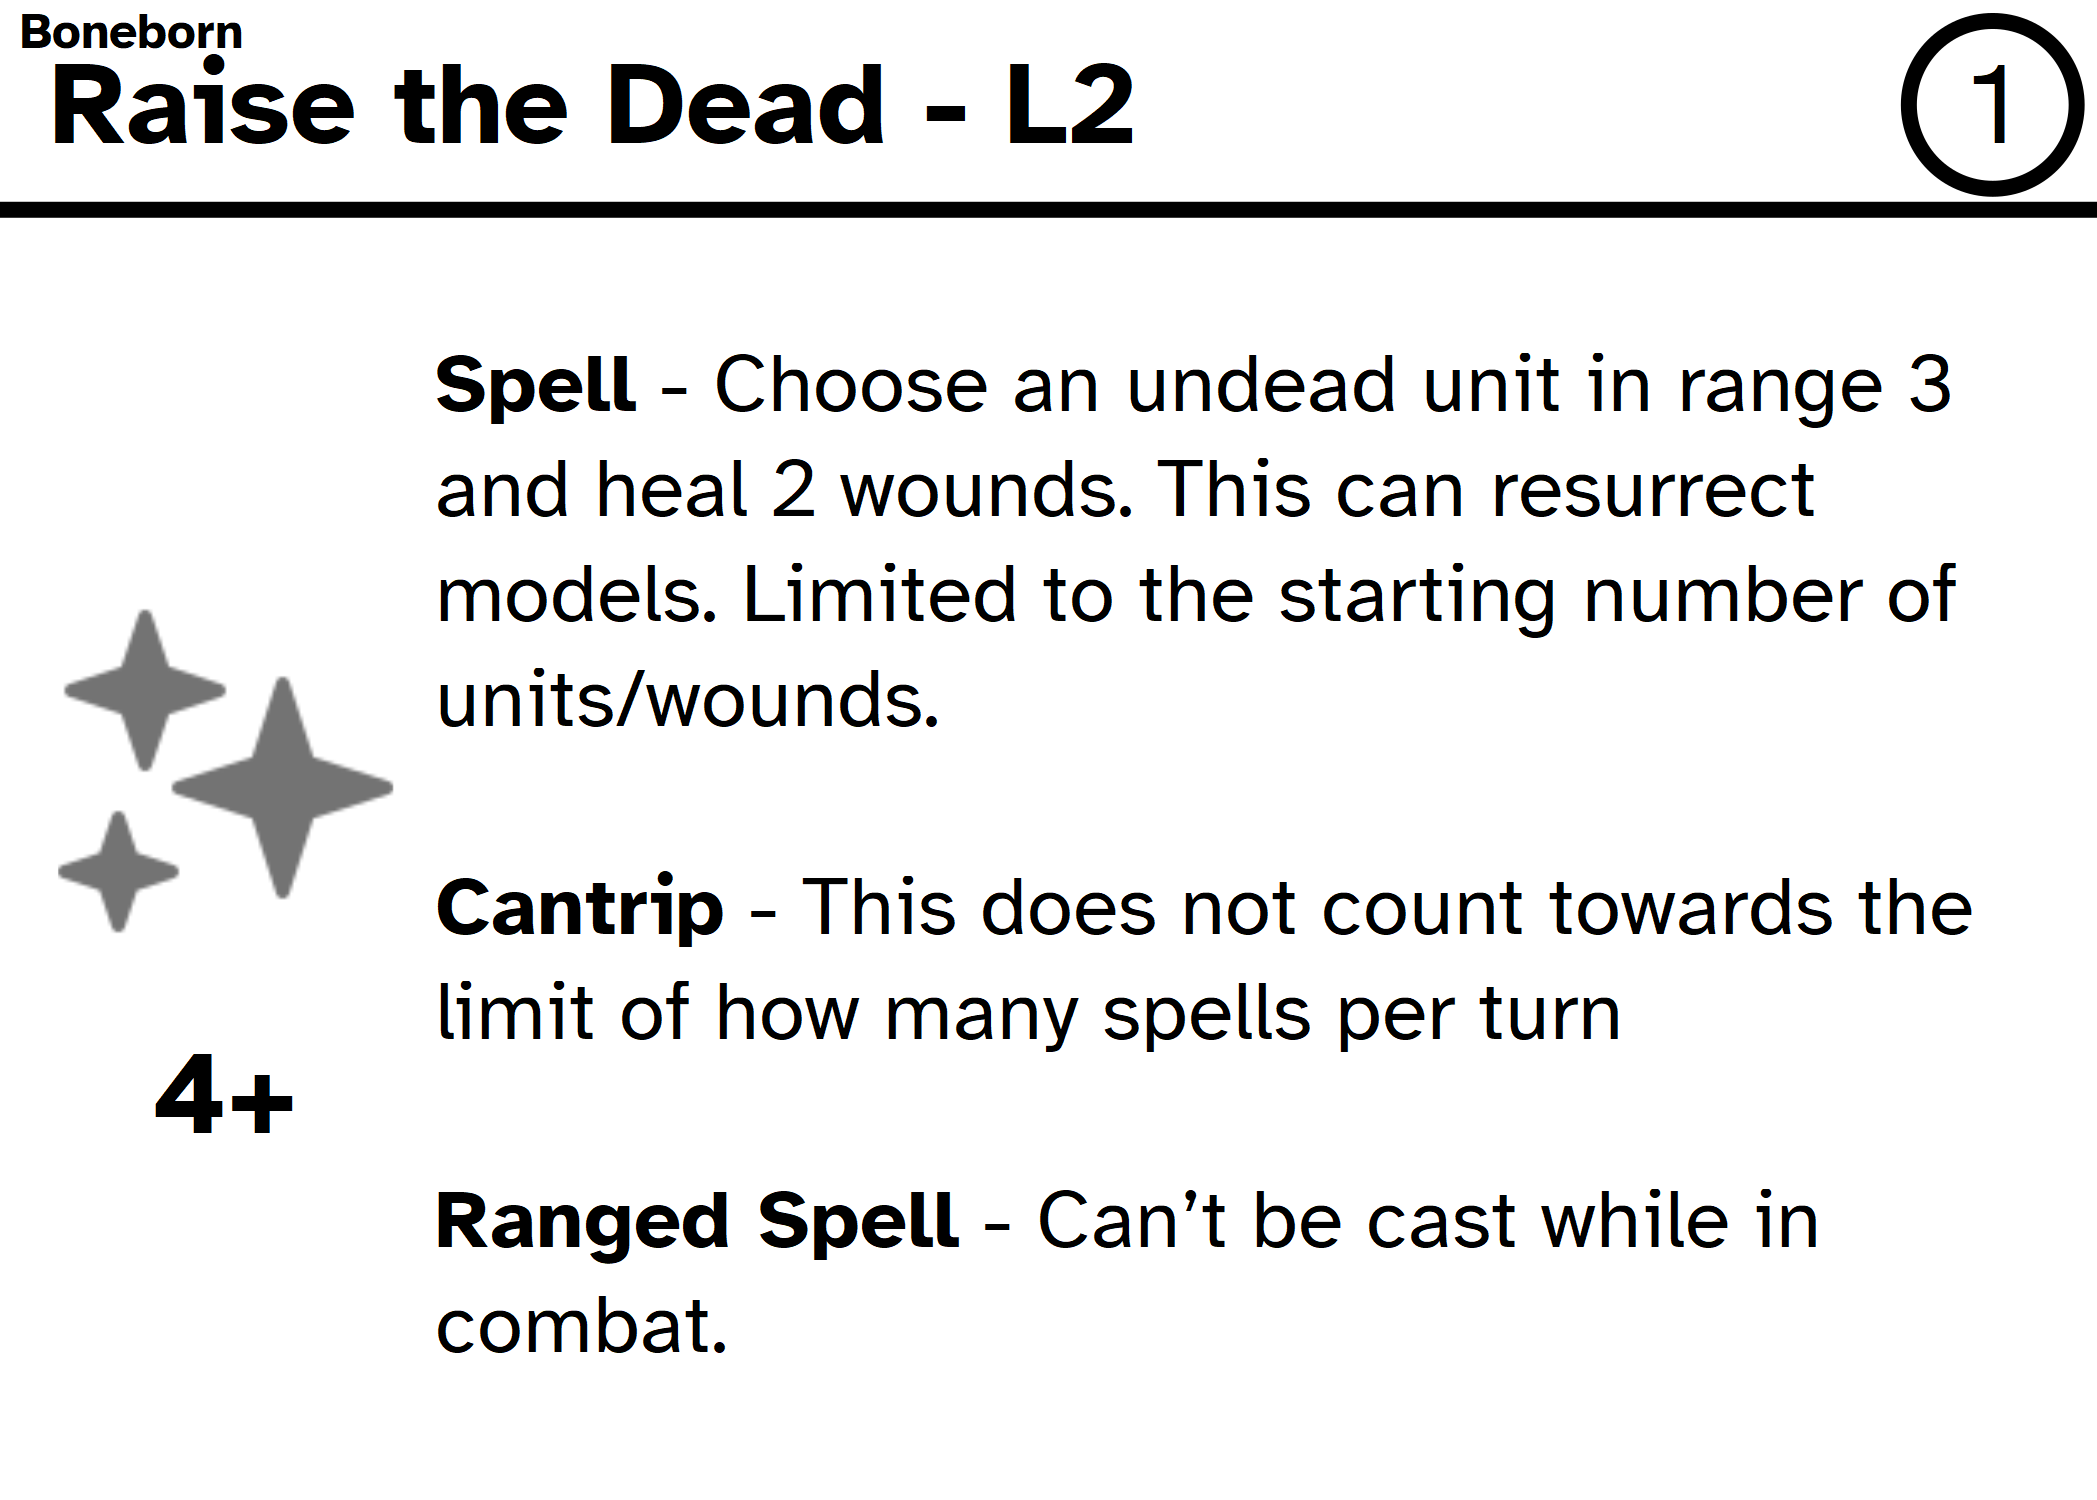 Boneborn
Raise the Dead - L2
1
Spell - Choose an undead unit in range 3
and heal 2 wounds. This can resurrect
models. Limited to the starting number of
units/wounds.
Cantrip - This does not count towards the
limit of how many spells per turn
4+
Ranged Spell - Can’t be cast while in
combat.